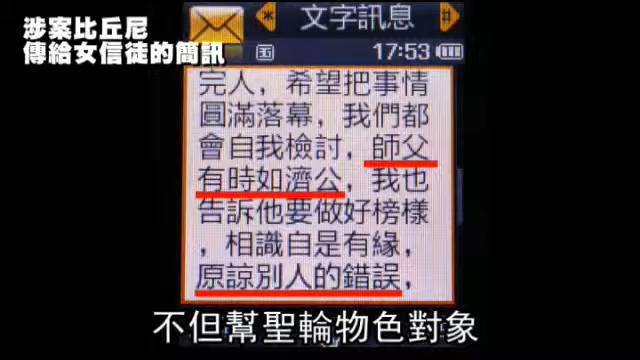 涉案比丘尼
傳給女信徒的簡訊
* 文字訊息 #
17:53
完人，希望把事情
圓滿落幕，我們都
會自我檢討，師父
有時如濟公，我也
告訴他要做好榜樣
，相識自是有緣，
原諒別人的錯誤，
不但幫聖輪物色對象